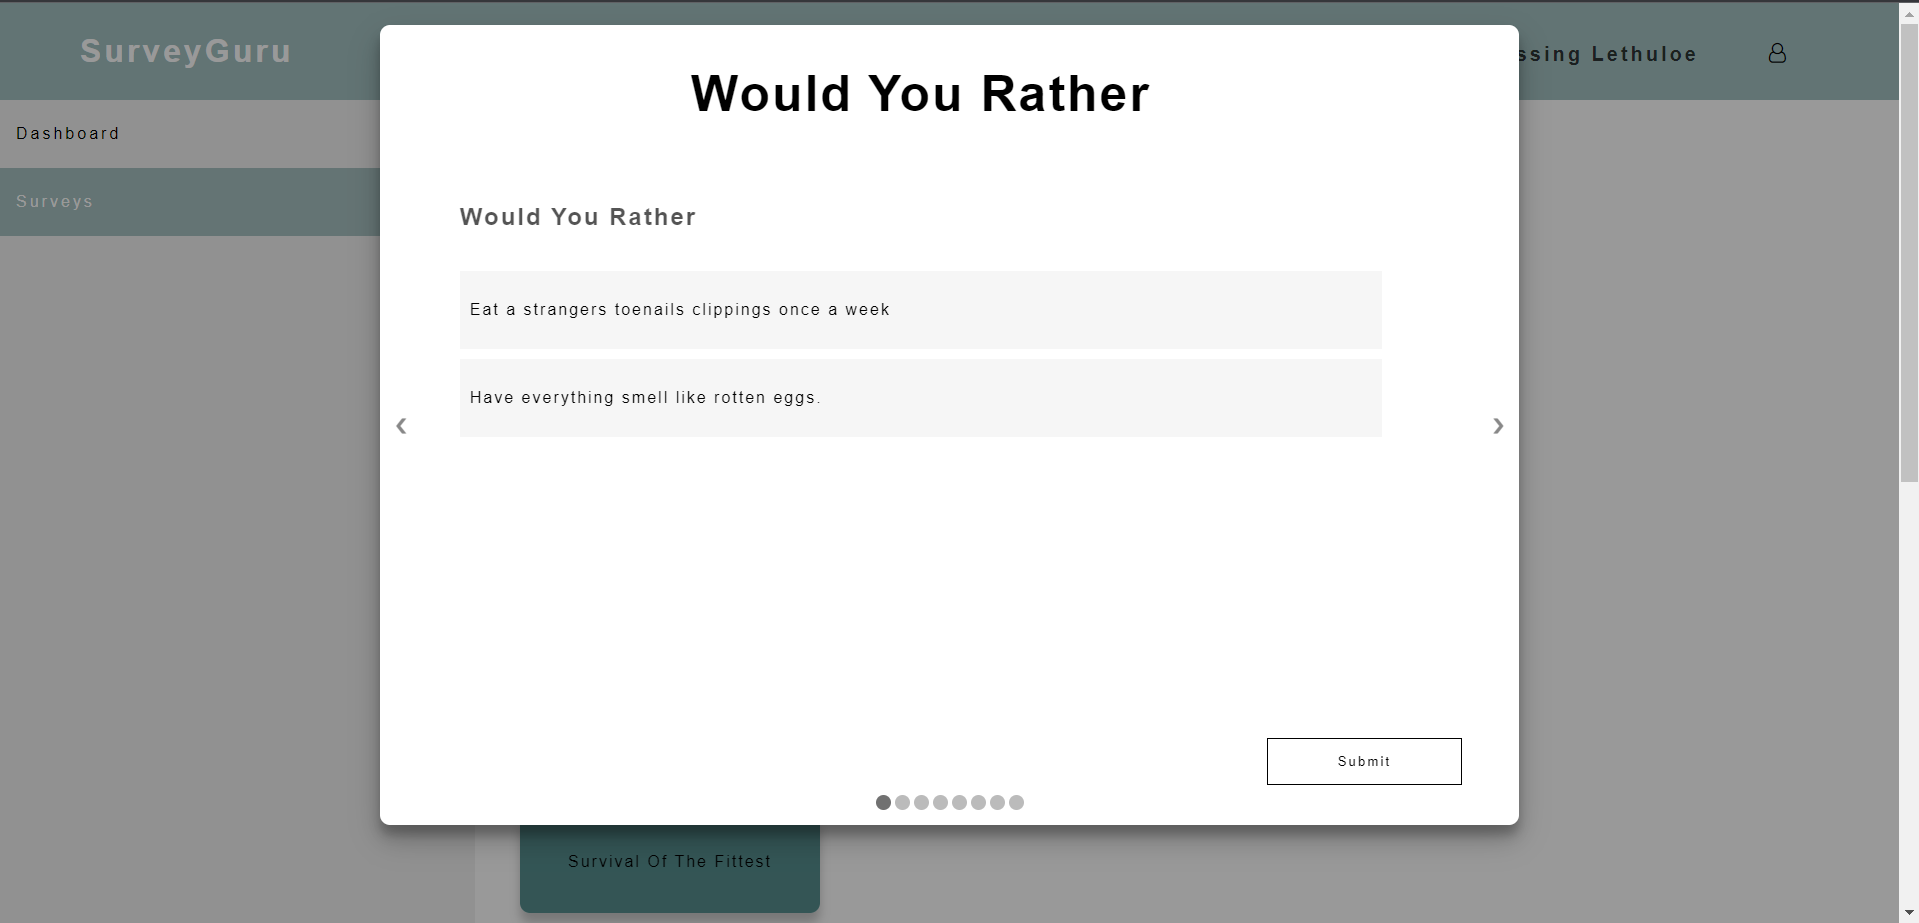 SurveyGuru
Lethuloe
Dashboard
Surveys
Would You Rather
Would You Rather
Eat a strangers toenails clippings once a week
Have everything smell like rotten eggs.
Submit
Survival Of The Fittest